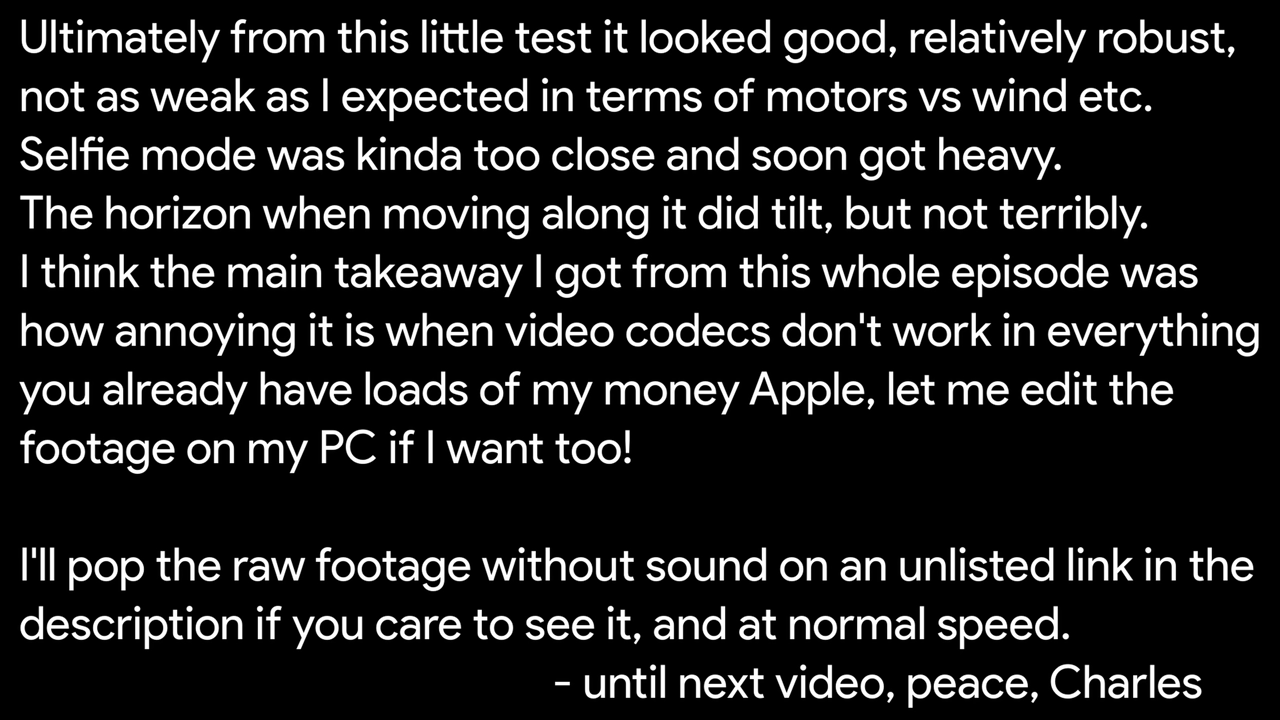 Ultimately from this little test it looked good, relatively robust,
not as weak as I expected in terms of motors vs wind etc.
Selfie mode was kinda too close and soon got heavy.
The horizon when moving along it did tilt, but not terribly.
I think the main takeaway I got from this whole episode was
how annoying it is when video codecs don't work in everything
you already have loads of my money Apple, let me edit the
footage on my PC if I want too!
I'll pop the raw footage without sound on an unlisted link in the
description if you care to see it, and at normal speed.
- until next video, peace, Charles